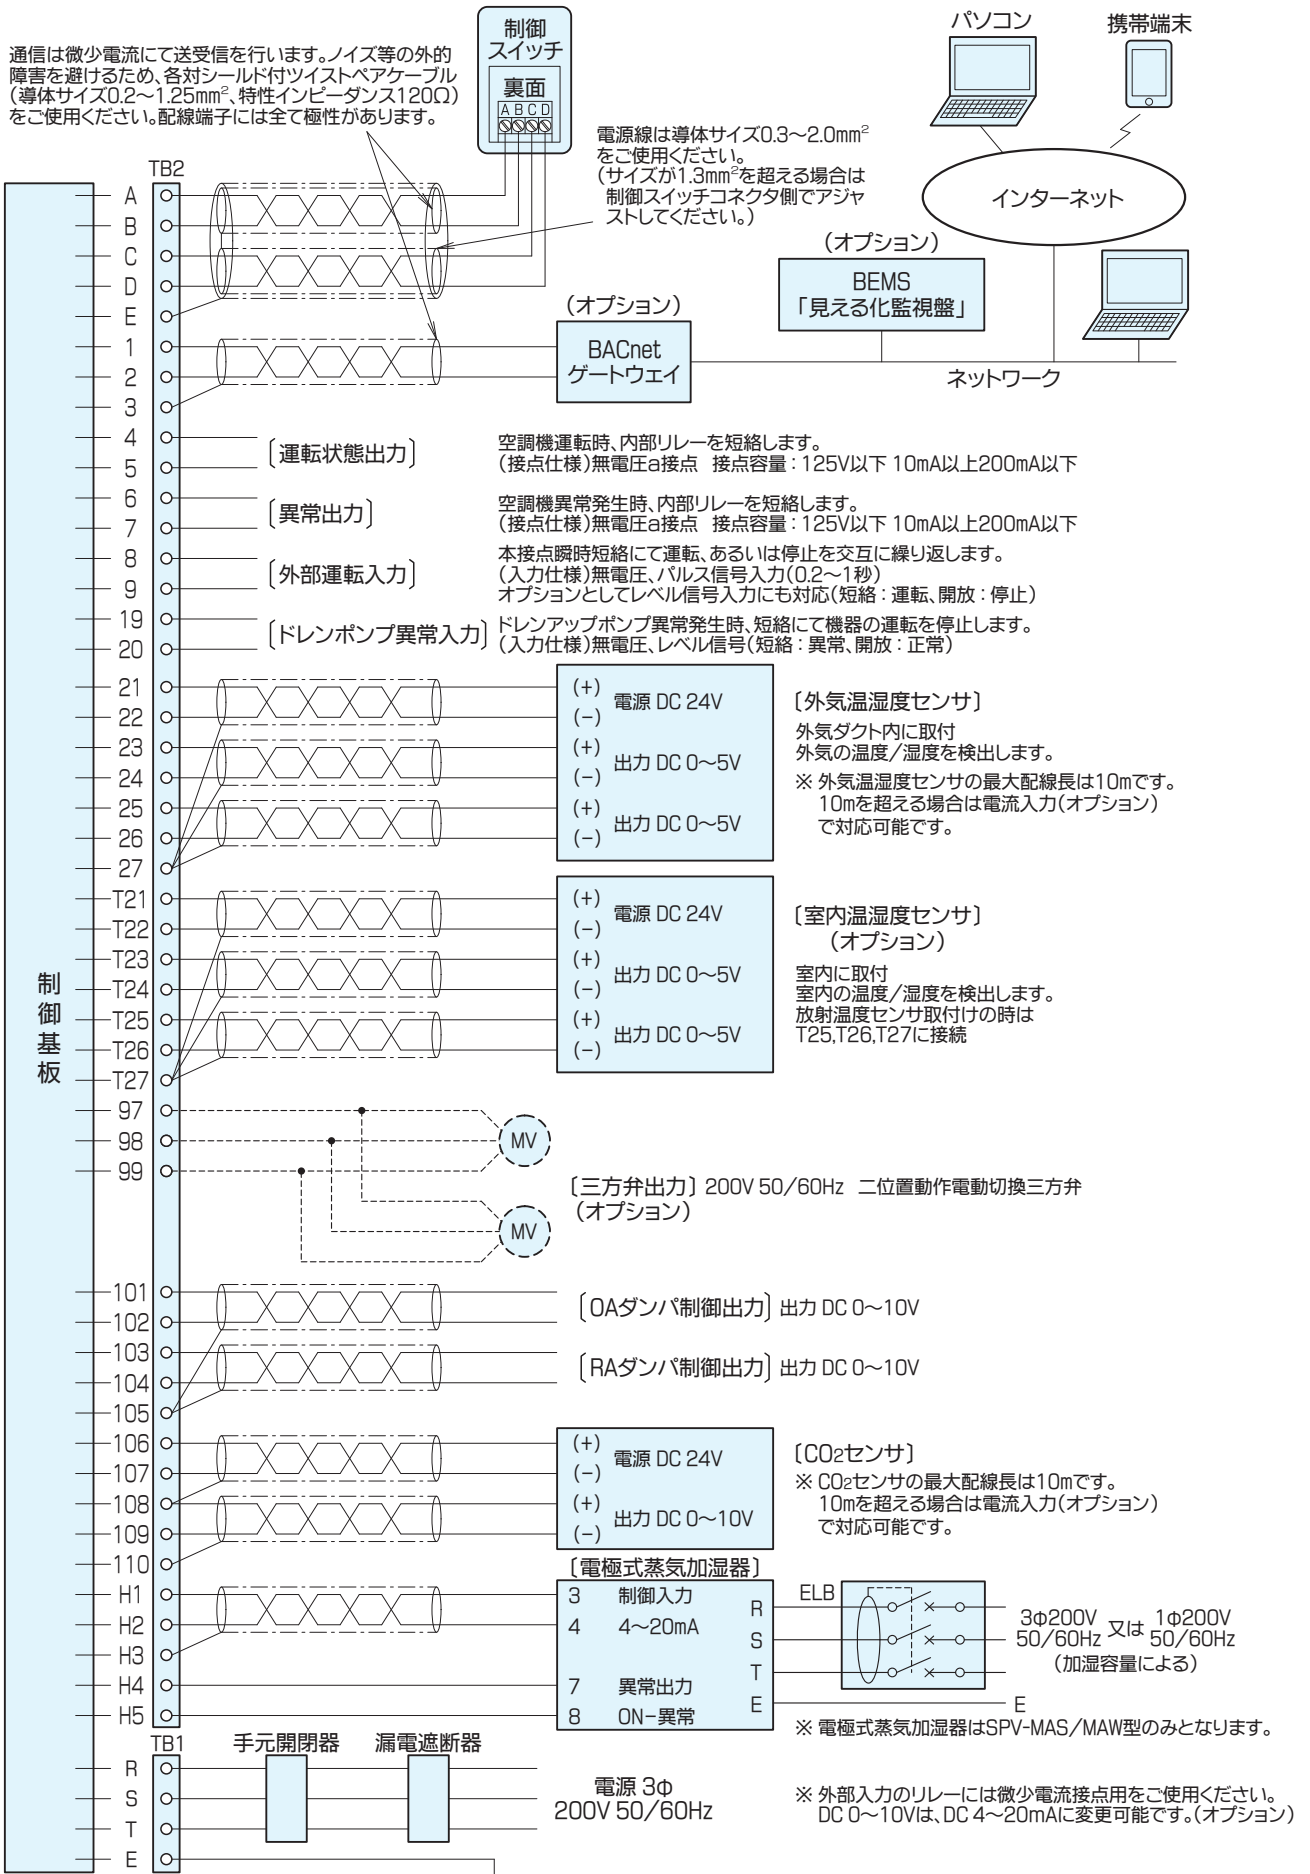 通信は微少電流にて送受信を行います。ノイズ等の外的
障害を避けるため、各対シールド付ツイストペアケーブル
（導体サイズ0.2～1.25mm²、特性インピーダンス120Ω）
をご使用ください。配線端子には全て極性があります。
制御
スイッチ
裏面
A B C D
電源線は導体サイズ0.3～2.0mm²
をご使用ください。
（サイズが1.3mm²を超える場合は
制御スイッチコネクタ側でアジャ
ストしてください。）
パソコン
携帯端末
インターネット
（オプション）
BEMS
「見える化監視盤」
（オプション）
BACnet
ゲートウェイ
ネットワーク
制御基板
TB2
A
B
C
D
E
1
2
3
4
5
〔運転状態出力〕
空調機運転時、内部リレーを短絡します。
（接点仕様）無電圧a接点 接点容量：125V以下 10mA以上200mA以下
6
7
〔異常出力〕
空調機異常発生時、内部リレーを短絡します。
（接点仕様）無電圧a接点 接点容量：125V以下 10mA以上200mA以下
8
9
〔外部運転入力〕
本接点瞬時短絡にて運転、あるいは停止を交互に繰り返します。
（入力仕様）無電圧、パルス信号入力（0.2～1秒）
オプションとしてレベル信号入力にも対応（短絡：運転、開放：停止）
19
20
〔ドレンポンプ異常入力〕
ドレンアップポンプ異常発生時、短絡にて機器の運転を停止します。
（入力仕様）無電圧、レベル信号（短絡：異常、開放：正常）
21
22
23
24
25
26
27
(+)
電源 DC 24V
(−)
(+)
出力 DC 0～5V
(−)
(+)
出力 DC 0～5V
(−)
〔外気温湿度センサ〕
外気ダクト内に取付
外気の温度／湿度を検出します。
※ 外気温湿度センサの最大配線長は10mです。
10mを超える場合は電流入力（オプション）
で対応可能です。
T21
T22
T23
T24
T25
T26
T27
(+)
電源 DC 24V
(−)
(+)
出力 DC 0～5V
(−)
(+)
出力 DC 0～5V
(−)
〔室内温湿度センサ〕
（オプション）
室内に取付
室内の温度／湿度を検出します。
放射温度センサ取付けの時は
T25,T26,T27に接続
97
98
99
MV
MV
〔三方弁出力〕 200V 50／60Hz 二位置動作電動切換三方弁
（オプション）
101
102
〔OAダンパ制御出力〕 出力 DC 0～10V
103
104
105
〔RAダンパ制御出力〕 出力 DC 0～10V
106
107
108
109
110
(+)
電源 DC 24V
(−)
(+)
出力 DC 0～10V
(−)
〔CO₂センサ〕
※ CO₂センサの最大配線長は10mです。
10mを超える場合は電流入力（オプション）
で対応可能です。
〔電極式蒸気加湿器〕
H1
H2
H3
H4
H5
3 制御入力
4 4～20mA
7 異常出力
8 ON−異常
R
S
T
E
ELB
3Φ200V 又は 1Φ200V
50／60Hz 50／60Hz
（加湿容量による）
E
※ 電極式蒸気加湿器はSPV-MAS／MAW型のみとなります。
TB1
手元開閉器
漏電遮断器
R
S
T
E
電源 3Φ
200V 50／60Hz
※ 外部入力のリレーには微少電流接点用をご使用ください。
DC 0～10Vは、DC 4～20mAに変更可能です。（オプション）